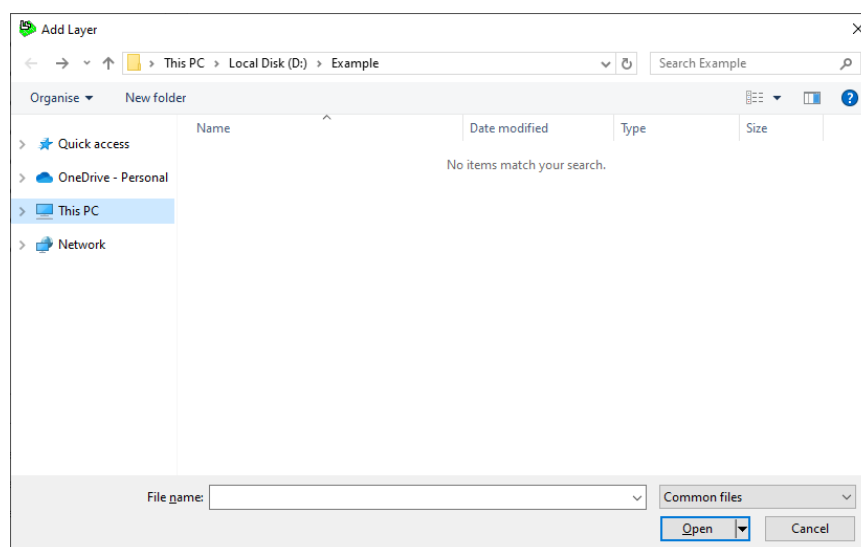 Add Layer
This PC > Local Disk (D:) > Example
Search Example
Organise
New folder
Name
Date modified
Type
Size
Quick access
No items match your search.
OneDrive - Personal
This PC
Network
File name:
Common files
Open
Cancel